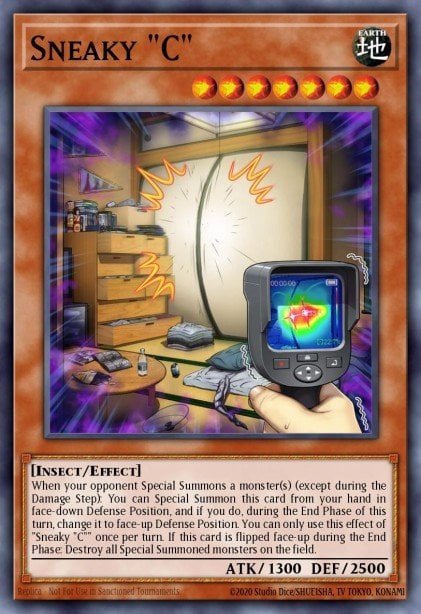 Sneaky "C"
EARTH
地
[Insect/Effect]
When your opponent Special Summons a monster(s) (except during the
Damage Step): You can Special Summon this card from your hand in
face-down Defense Position, and if you do, during the End Phase of this
turn, change it to face-up Defense Position. You can only use this effect of
"Sneaky "C"" once per turn. If this card is flipped face-up during the End
Phase: Destroy all Special Summoned monsters on the field.
ATK/1300 DEF/2500
Replica - Not For Use in Sanctioned Tournaments
©2020 Studio Dice/SHUEISHA, TV TOKYO, KONAMI